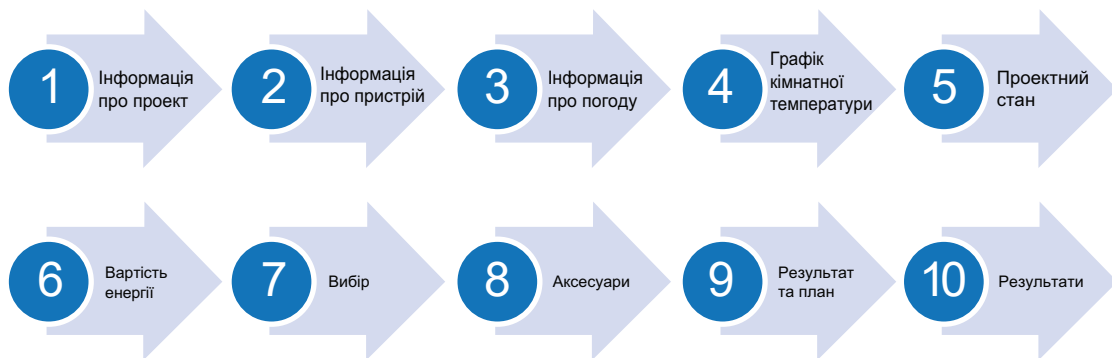 1
Інформація
про проект
2
Інформація
про пристрій
3
Інформація
про погоду
4
Графік
кімнатної
температури
5
Проектний
стан
6
Вартість
енергії
7
Вибір
8
Аксесуари
9
Результат
та план
10
Результати